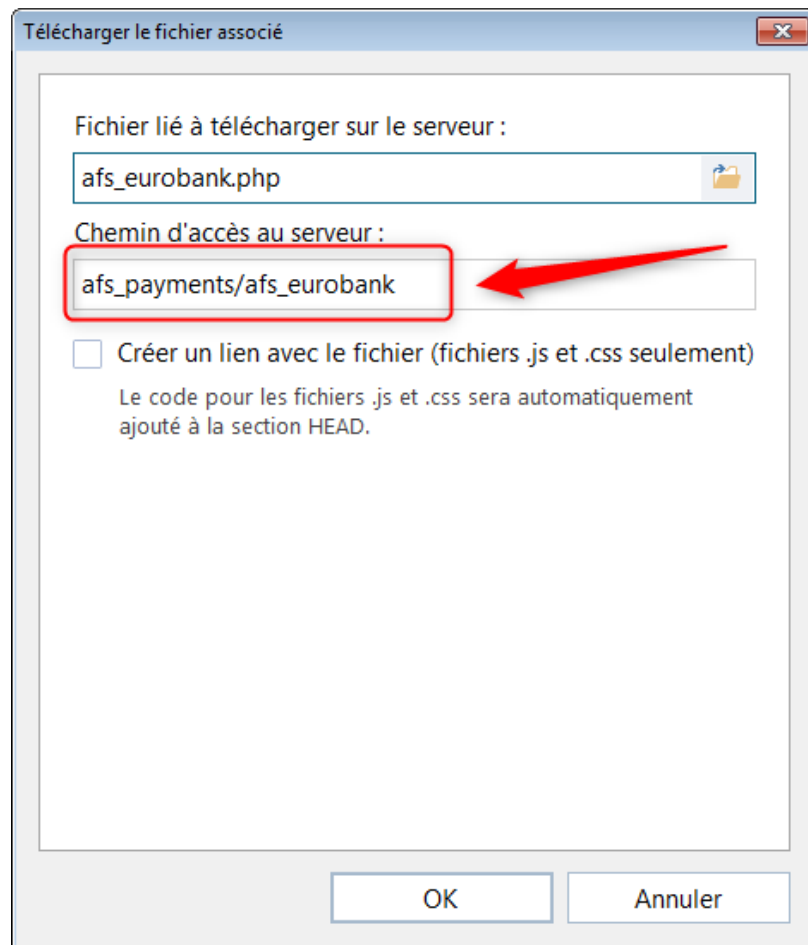 Télécharger le fichier associé
Fichier lié à télécharger sur le serveur :
afs_eurobank.php
Chemin d'accès au serveur :
afs_payments/afs_eurobank
Créer un lien avec le fichier (fichiers .js et .css seulement)
Le code pour les fichiers .js et .css sera automatiquement
ajouté à la section HEAD.
OK
Annuler